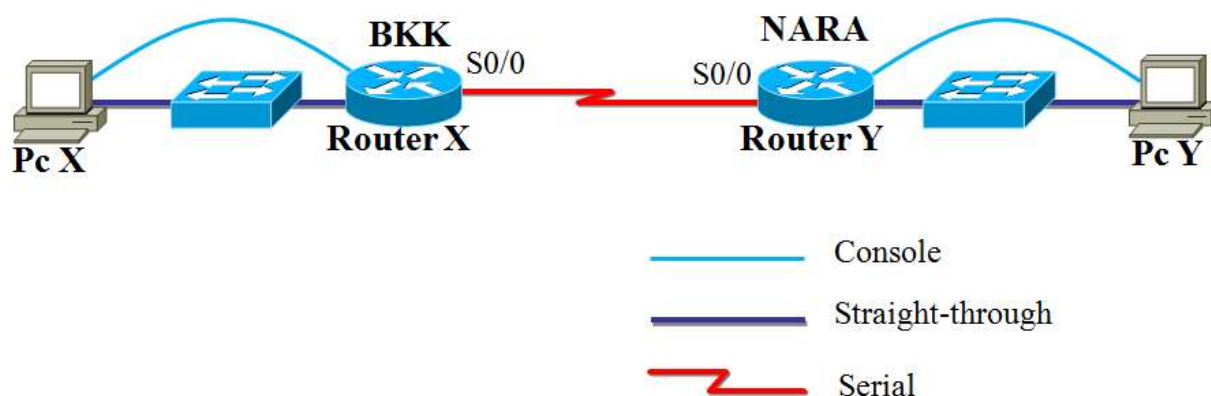 BKK
NARA
S0/0
S0/0
Pc X
Router X
Router Y
Pc Y
Console
Straight-through
Serial